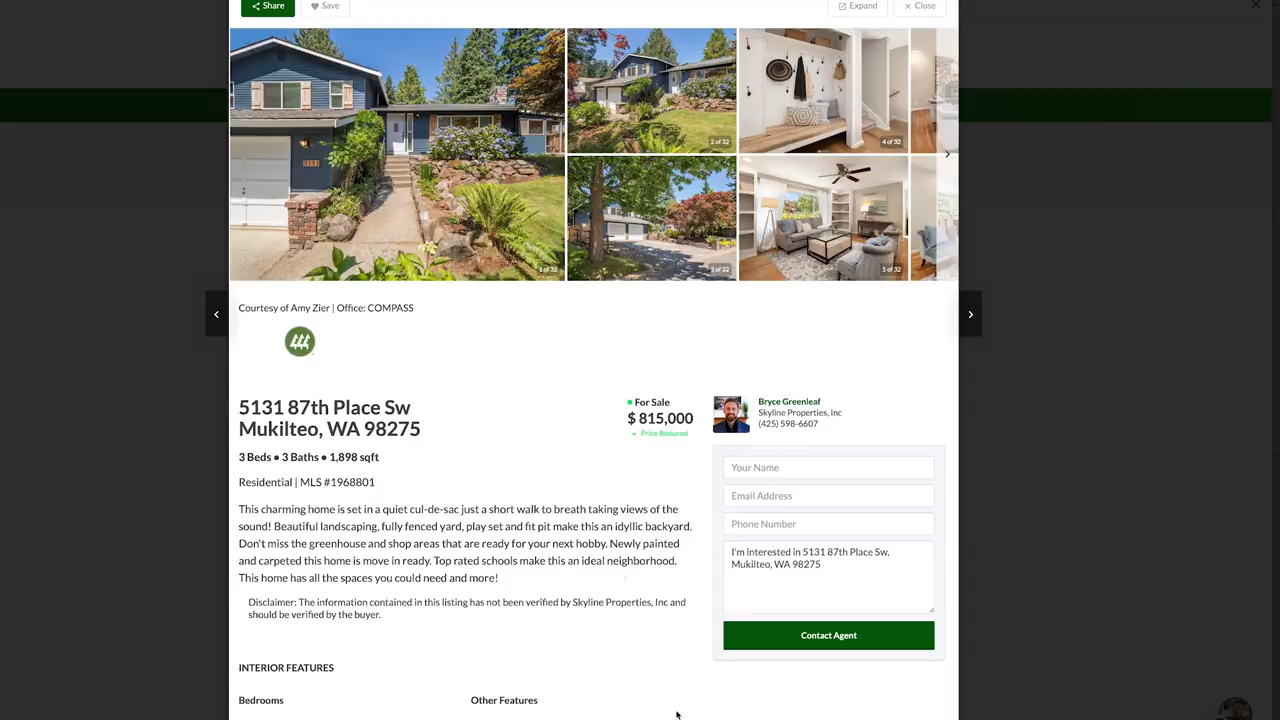 Share
Save
Expand
Close
5131
1 of 32
2 of 32
3 of 32
4 of 32
5 of 32
Courtesy of Amy Zier | Office: COMPASS
5131 87th Place Sw
Mukilteo, WA 98275
For Sale
$ 815,000
Price Reduced
3 Beds • 3 Baths • 1,898 sqft
Residential | MLS #1968801
This charming home is set in a quiet cul-de-sac just a short walk to breath taking views of the
sound! Beautiful landscaping, fully fenced yard, play set and fit pit make this an idyllic backyard.
Don't miss the greenhouse and shop areas that are ready for your next hobby. Newly painted
and carpeted this home is move in ready. Top rated schools make this an ideal neighborhood.
This home has all the spaces you could need and more!
Disclaimer: The information contained in this listing has not been verified by Skyline Properties, Inc and
should be verified by the buyer.
Bryce Greenleaf
Skyline Properties, Inc
(425) 598-6607
Your Name
Email Address
Phone Number
I'm interested in 5131 87th Place Sw,
Mukilteo, WA 98275
Contact Agent
INTERIOR FEATURES
Bedrooms
Other Features